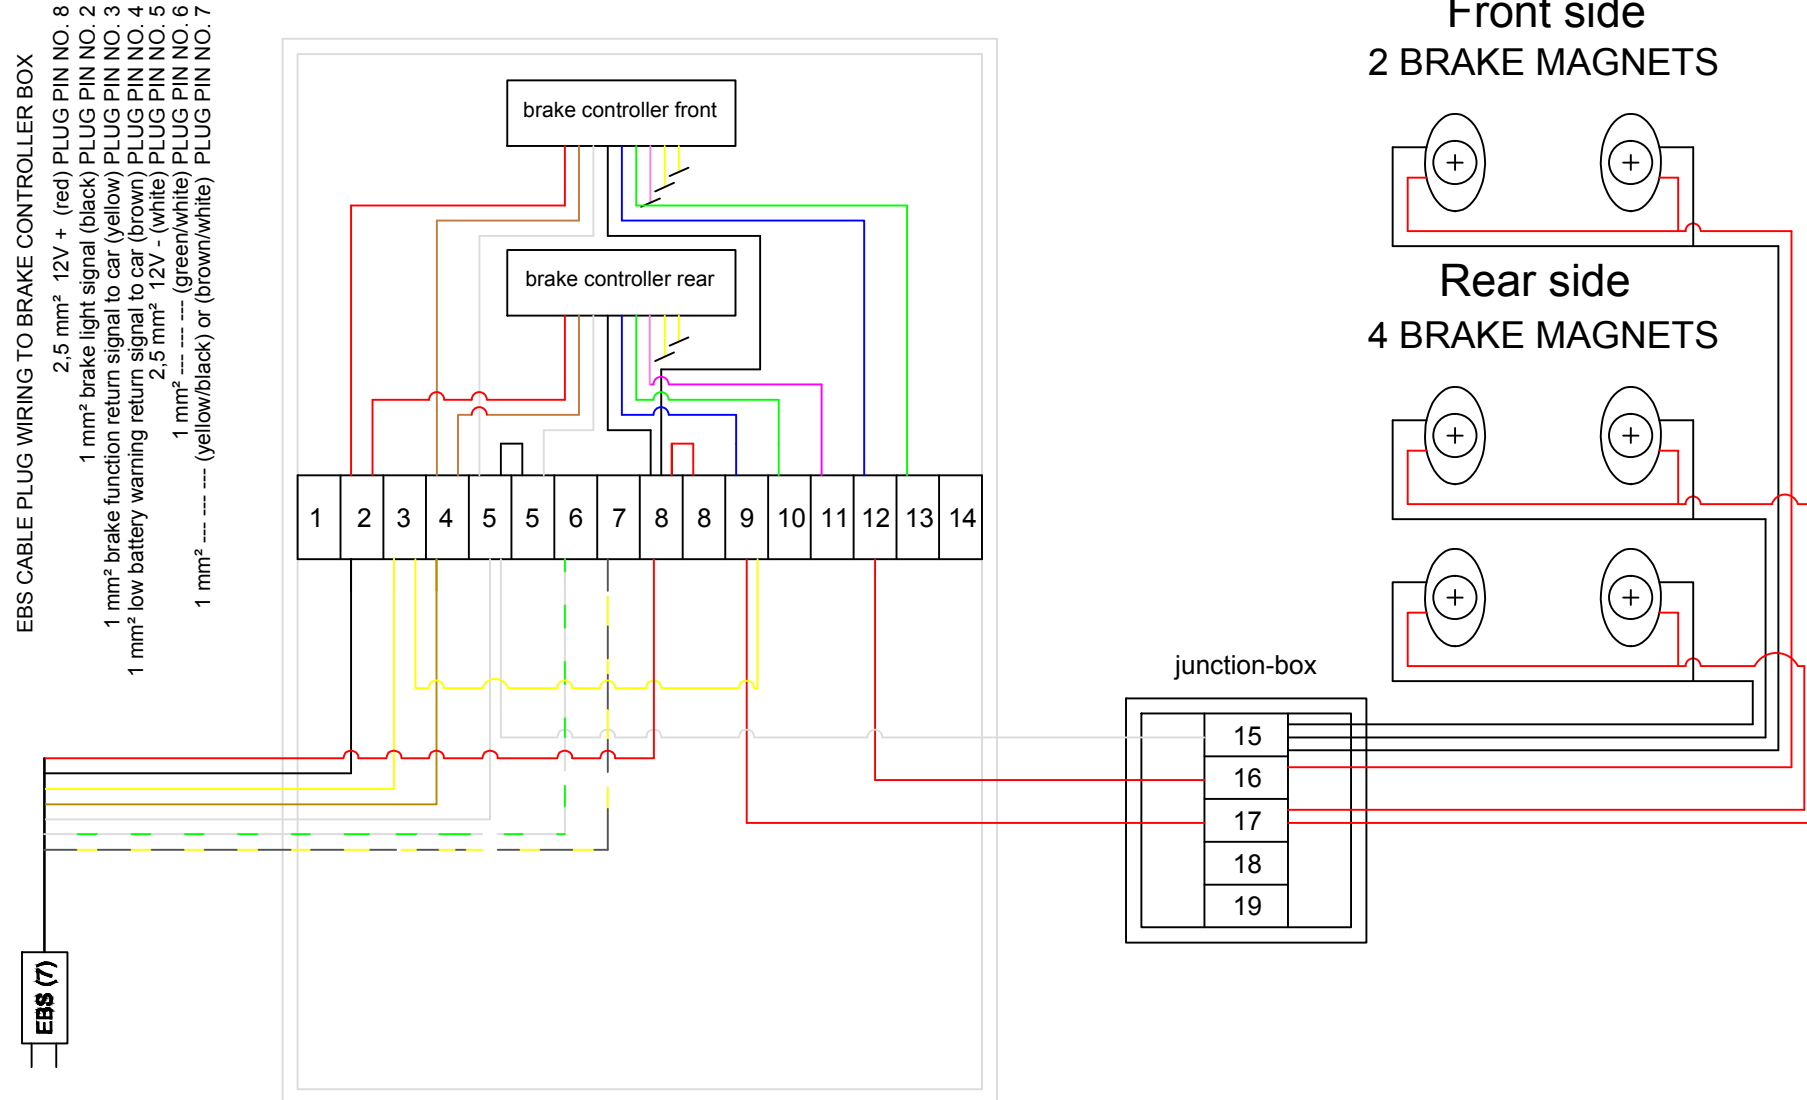 EBS CABLE PLUG WIRING TO BRAKE CONTROLLER BOX
2,5 mm² 12V + (red) PLUG PIN NO. 8
1 mm² brake light signal (black) PLUG PIN NO. 2
1 mm² brake function return signal to car (yellow) PLUG PIN NO. 3
1 mm² low battery warning return signal to car (brown) PLUG PIN NO. 4
2,5 mm² 12V - (white) PLUG PIN NO. 5
1 mm² ---- ---- --- (green/white) PLUG PIN NO. 6
1 mm² ---- --- --- --- (yellow/black) or (brown/white) PLUG PIN NO. 7
brake controller front
brake controller rear
1 2 3 4 5 5 6 7 8 8 9 10 11 12 13 14
Front side
2 BRAKE MAGNETS
Rear side
4 BRAKE MAGNETS
junction-box
15
16
17
18
19
EBS (7)